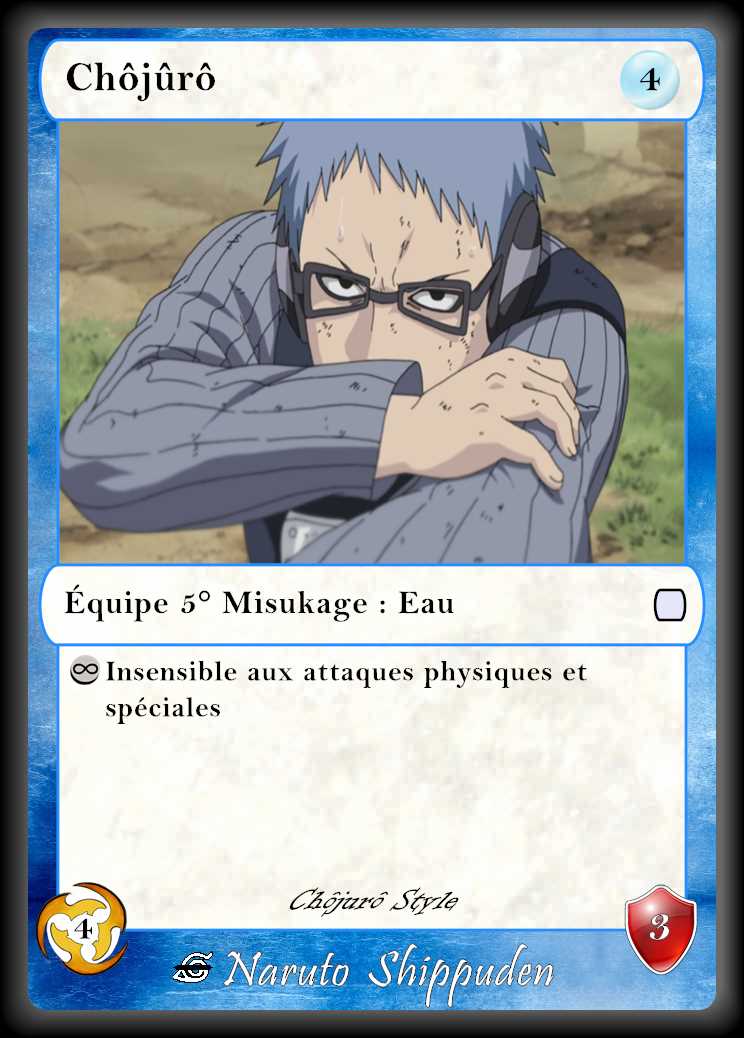 Chôjûrô
4
Équipe 5° Misukage : Eau
∞ Insensible aux attaques physiques et
spéciales
Chôjurô Style
4
3
Naruto Shippuden